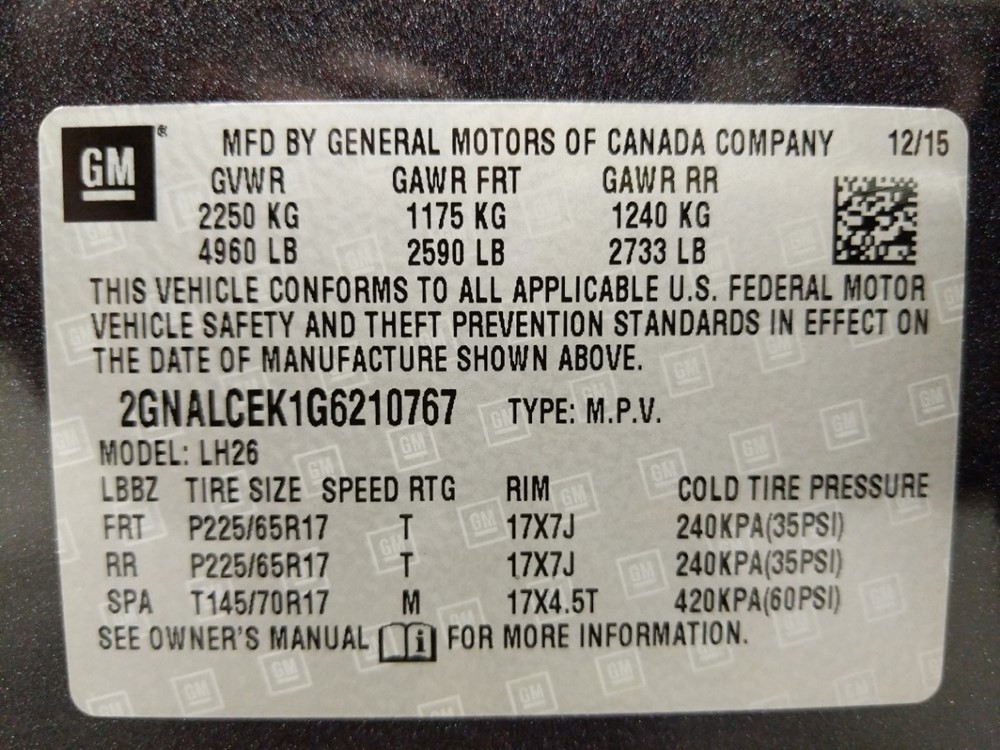 GM®
MFD BY GENERAL MOTORS OF CANADA COMPANY 12/15
GVWR GAWR FRT GAWR RR
2250 KG 1175 KG 1240 KG
4960 LB 2590 LB 2733 LB
THIS VEHICLE CONFORMS TO ALL APPLICABLE U.S. FEDERAL MOTOR
VEHICLE SAFETY AND THEFT PREVENTION STANDARDS IN EFFECT ON
THE DATE OF MANUFACTURE SHOWN ABOVE.
2GNALCEK1G6210767 TYPE: M.P.V.
MODEL: LH26
LBBZ TIRE SIZE SPEED RTG RIM COLD TIRE PRESSURE
FRT P225/65R17 T 17X7J 240KPA(35PSI)
RR P225/65R17 T 17X7J 240KPA(35PSI)
SPA T145/70R17 M 17X4.5T 420KPA(60PSI)
SEE OWNER'S MANUAL i FOR MORE INFORMATION.